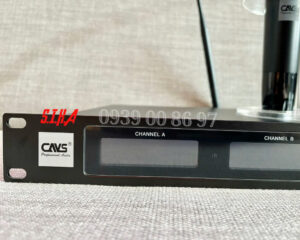 SIKA 0939 00 86 97
CAVS®
Professional Audio
CHANNEL A
CHANNEL B